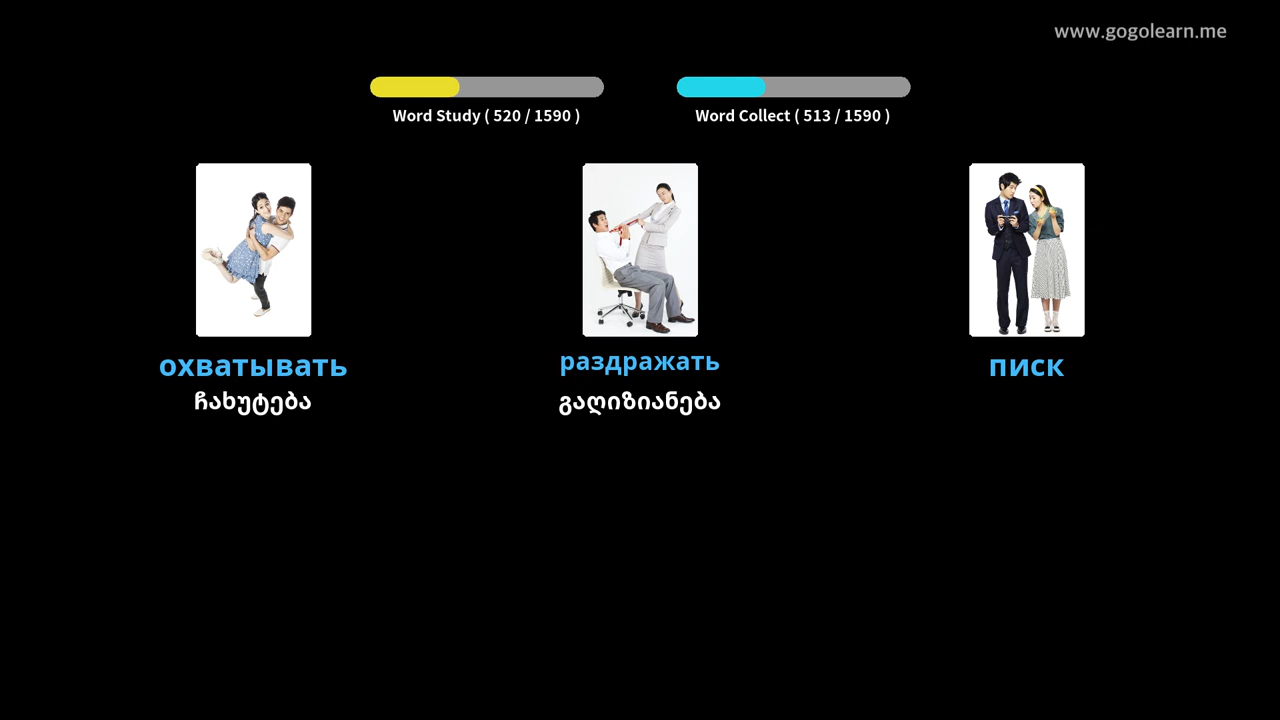 www.gogolearn.me
Word Study ( 520 / 1590 )
Word Collect ( 513 / 1590 )
охватывать
ჩახუტება
раздражать
გაღიზიანება
писк